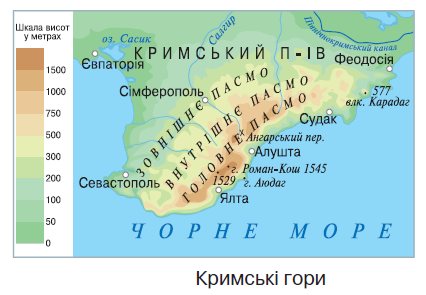 Шкала висот
у метрах
1500
1000
750
500
300
200
100
50
0
оз. Сасик
Салгир
Північнокримський канал
КРИМСЬКИЙ П-ІВ
Євпаторія
Феодосія
577
влк. Карадаг
Сімферополь
Судак
ЗОВНІШНЄ ПАСМО
ВНУТРІШНЄ ПАСМО
ГОЛОВНЕ ПАСМО
Ангарський пер.
Алушта
г. Роман-Кош 1545
1529
г. Аюдаг
Севастополь
Ялта
ЧОРНЕ МОРЕ
Кримські гори